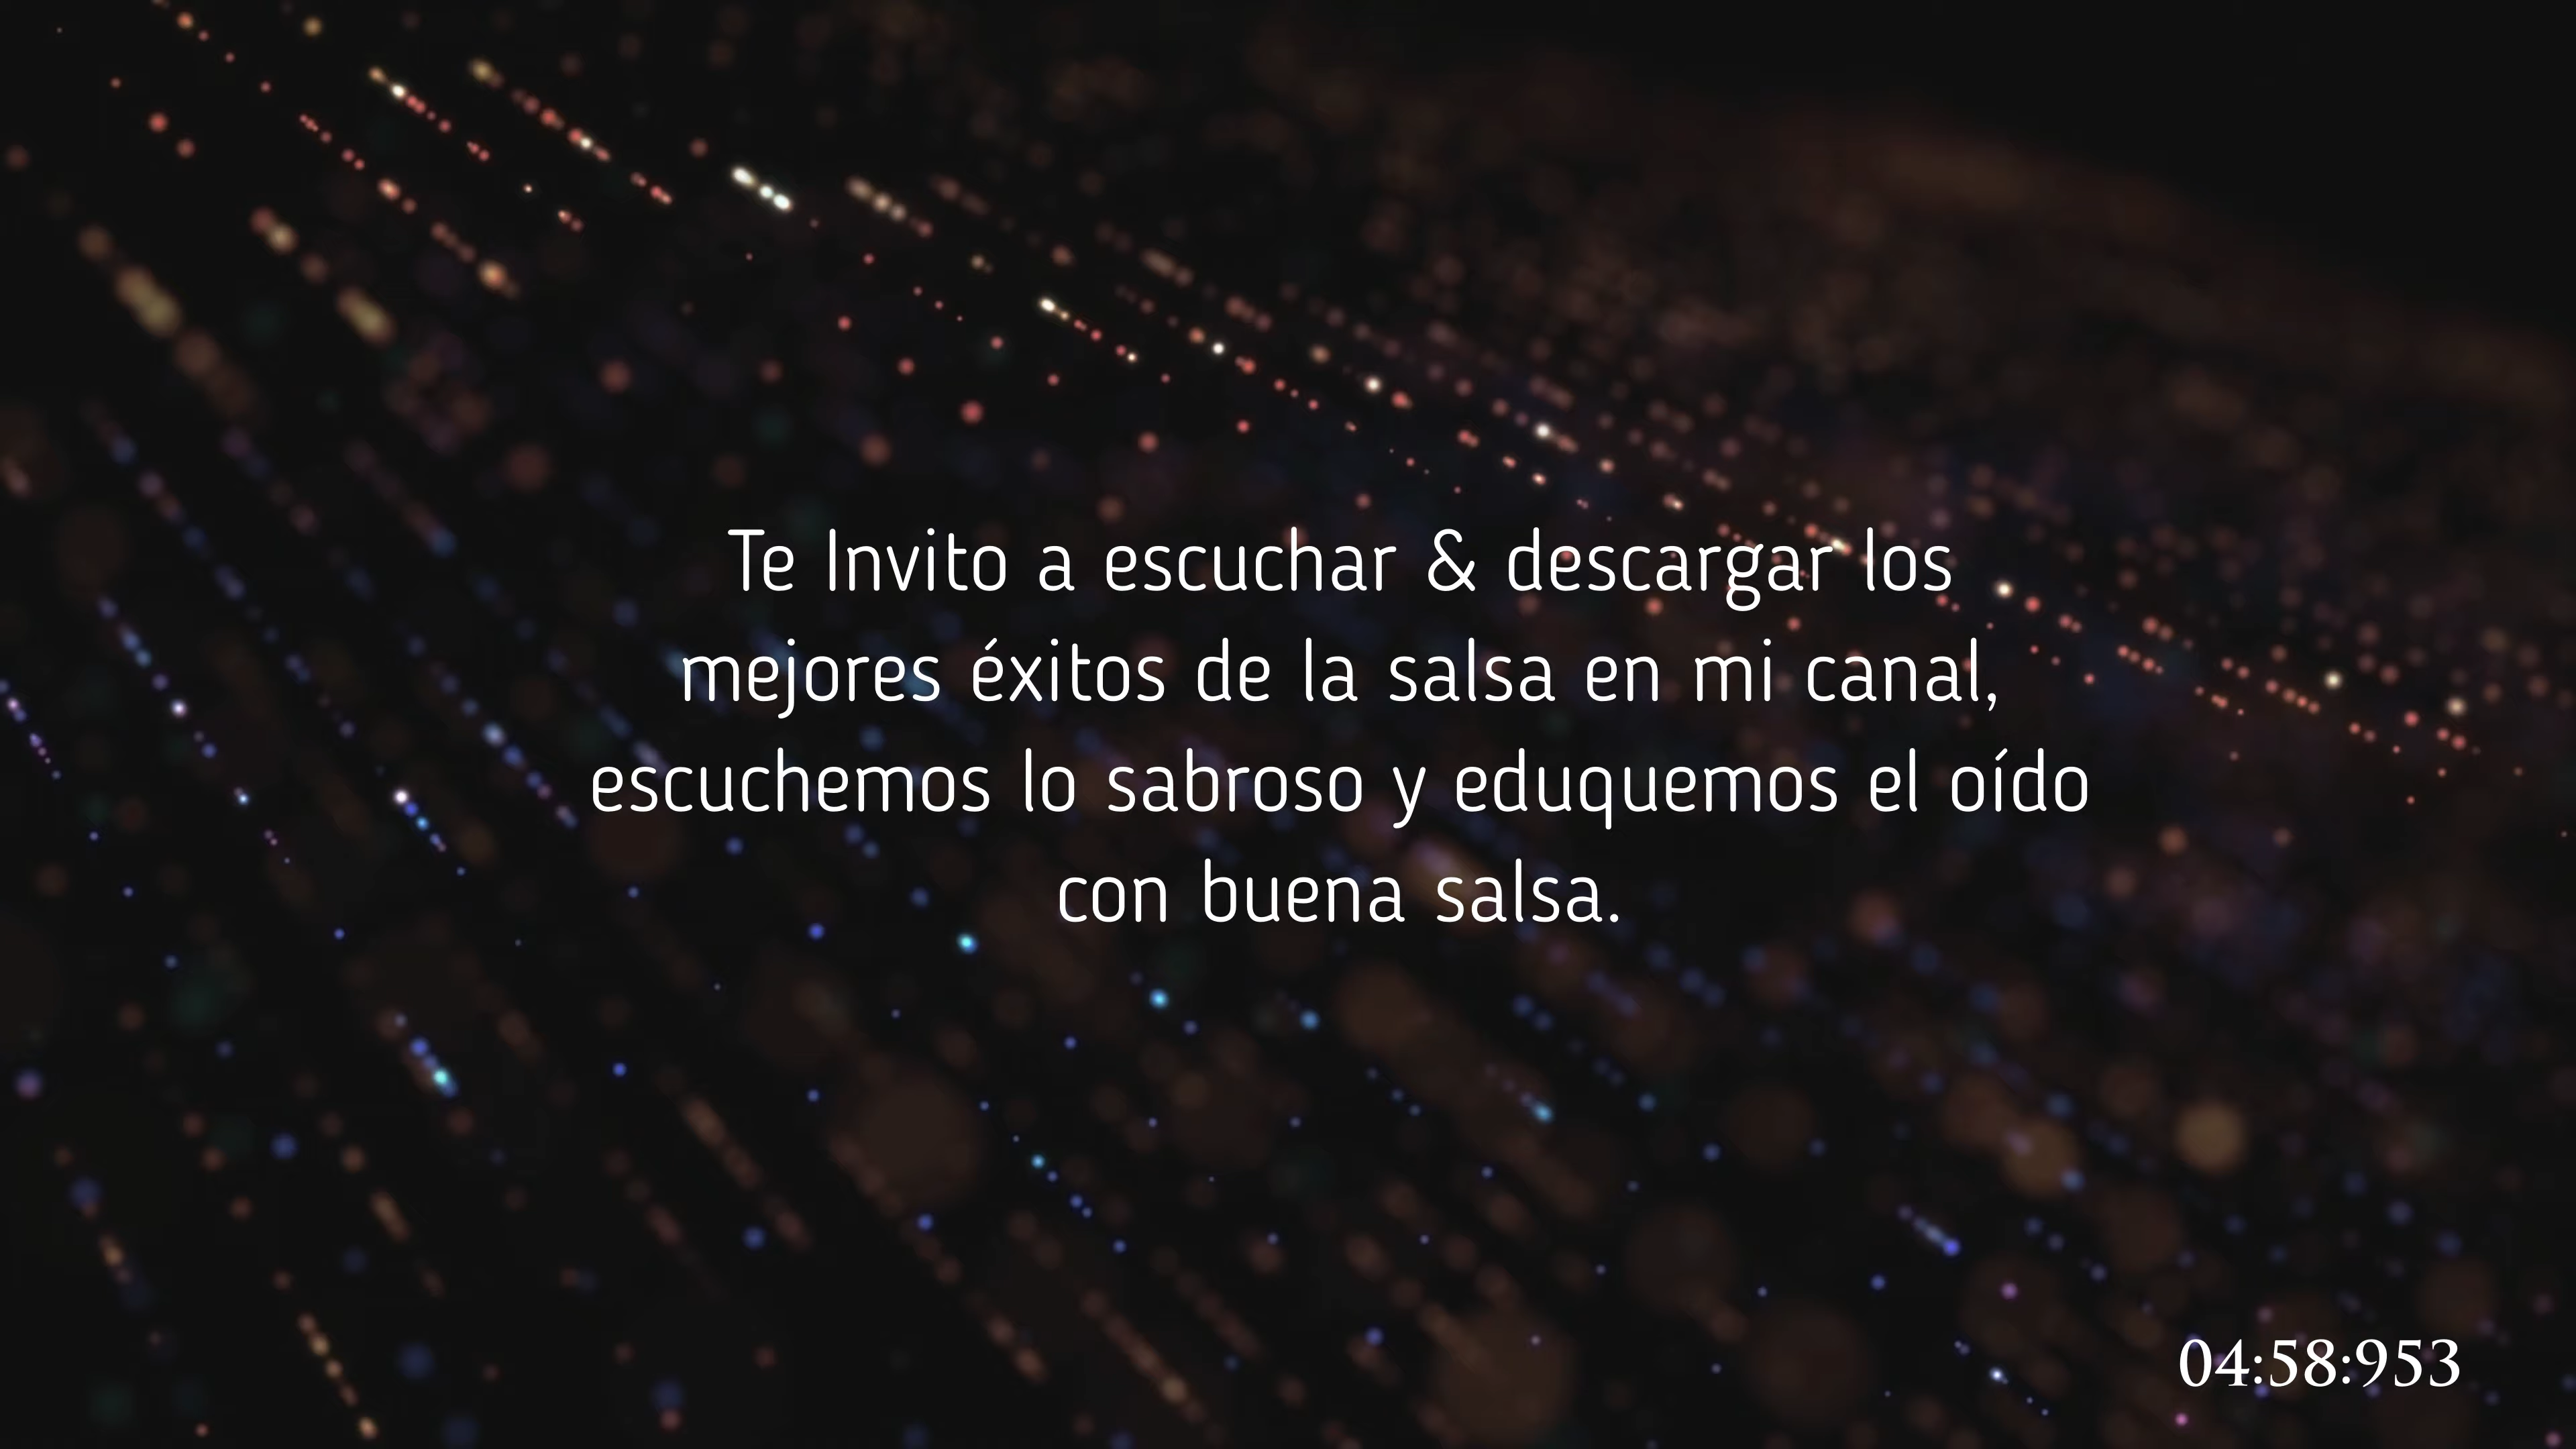 Te Invito a escuchar & descargar los
mejores éxitos de la salsa en mi canal,
escuchemos lo sabroso y eduquemos el oído
con buena salsa.
04:58:953